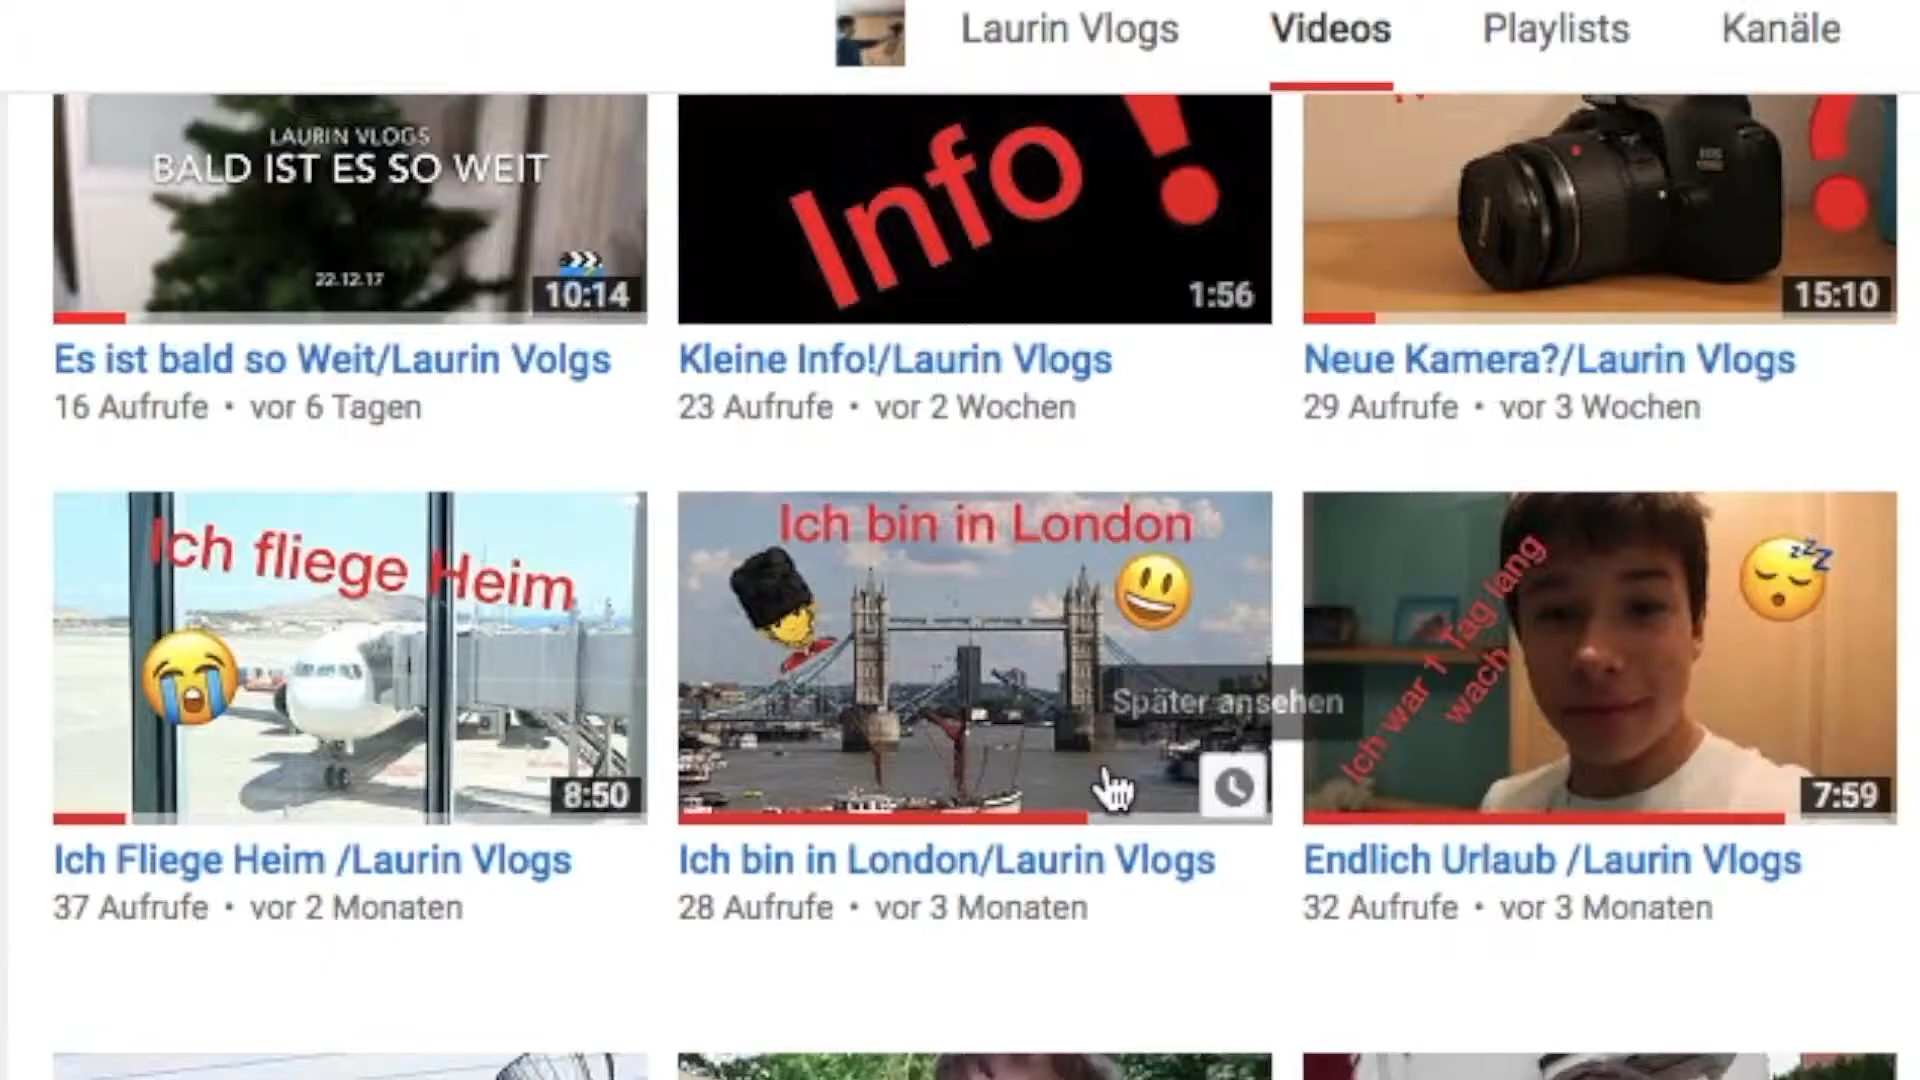 Laurin Vlogs
Videos
Playlists
Kanäle
LAURIN VLOGS
BALD IST ES SO WEIT
22.12.17
10:14
Info!
1:56
15:10
Es ist bald so Weit/Laurin Volgs
16 Aufrufe • vor 6 Tagen
Kleine Info!/Laurin Vlogs
23 Aufrufe • vor 2 Wochen
Neue Kamera?/Laurin Vlogs
29 Aufrufe • vor 3 Wochen
Ich fliege Heim
8:50
Ich bin in London
Später ansehen
Ich war 1 Tag lang
wach
zzz
7:59
Ich Fliege Heim /Laurin Vlogs
37 Aufrufe • vor 2 Monaten
Ich bin in London/Laurin Vlogs
28 Aufrufe • vor 3 Monaten
Endlich Urlaub /Laurin Vlogs
32 Aufrufe • vor 3 Monaten